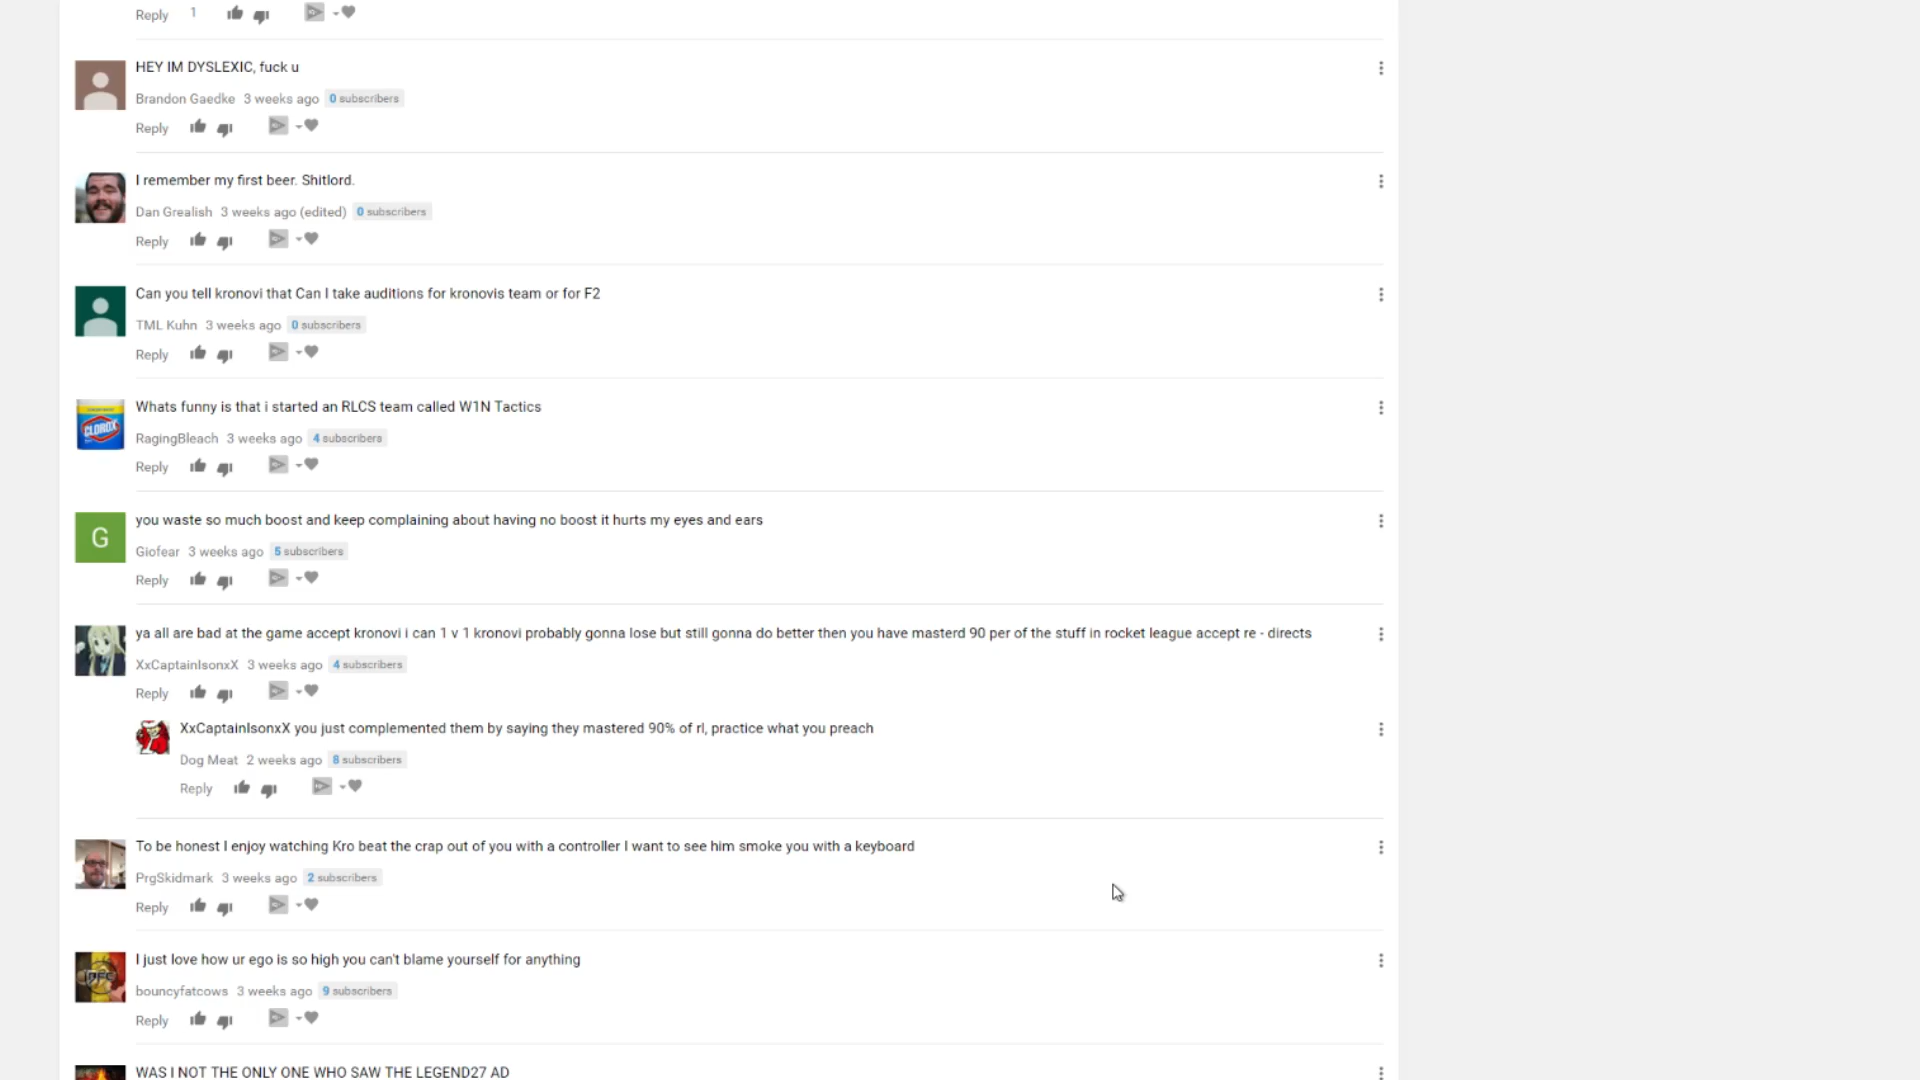 Reply 1
HEY IM DYSLEXIC, fuck u
Brandon Gaedke 3 weeks ago 0 subscribers
Reply
I remember my first beer. Shitlord.
Dan Grealish 3 weeks ago (edited) 0 subscribers
Reply
Can you tell kronovi that Can I take auditions for kronovis team or for F2
TML Kuhn 3 weeks ago 0 subscribers
Reply
CLOROX
Whats funny is that i started an RLCS team called W1N Tactics
RagingBleach 3 weeks ago 4 subscribers
Reply
G
you waste so much boost and keep complaining about having no boost it hurts my eyes and ears
Giofear 3 weeks ago 5 subscribers
Reply
ya all are bad at the game accept kronovi i can 1 v 1 kronovi probably gonna lose but still gonna do better then you have masterd 90 per of the stuff in rocket league accept re - directs
XxCaptainIsonxX 3 weeks ago 4 subscribers
Reply
XxCaptainIsonxX you just complemented them by saying they mastered 90% of rl, practice what you preach
Dog Meat 2 weeks ago 8 subscribers
Reply
To be honest I enjoy watching Kro beat the crap out of you with a controller I want to see him smoke you with a keyboard
PrgSkidmark 3 weeks ago 2 subscribers
Reply
I just love how ur ego is so high you can't blame yourself for anything
bouncyfatcows 3 weeks ago 9 subscribers
Reply
WAS I NOT THE ONLY ONE WHO SAW THE LEGEND27 AD